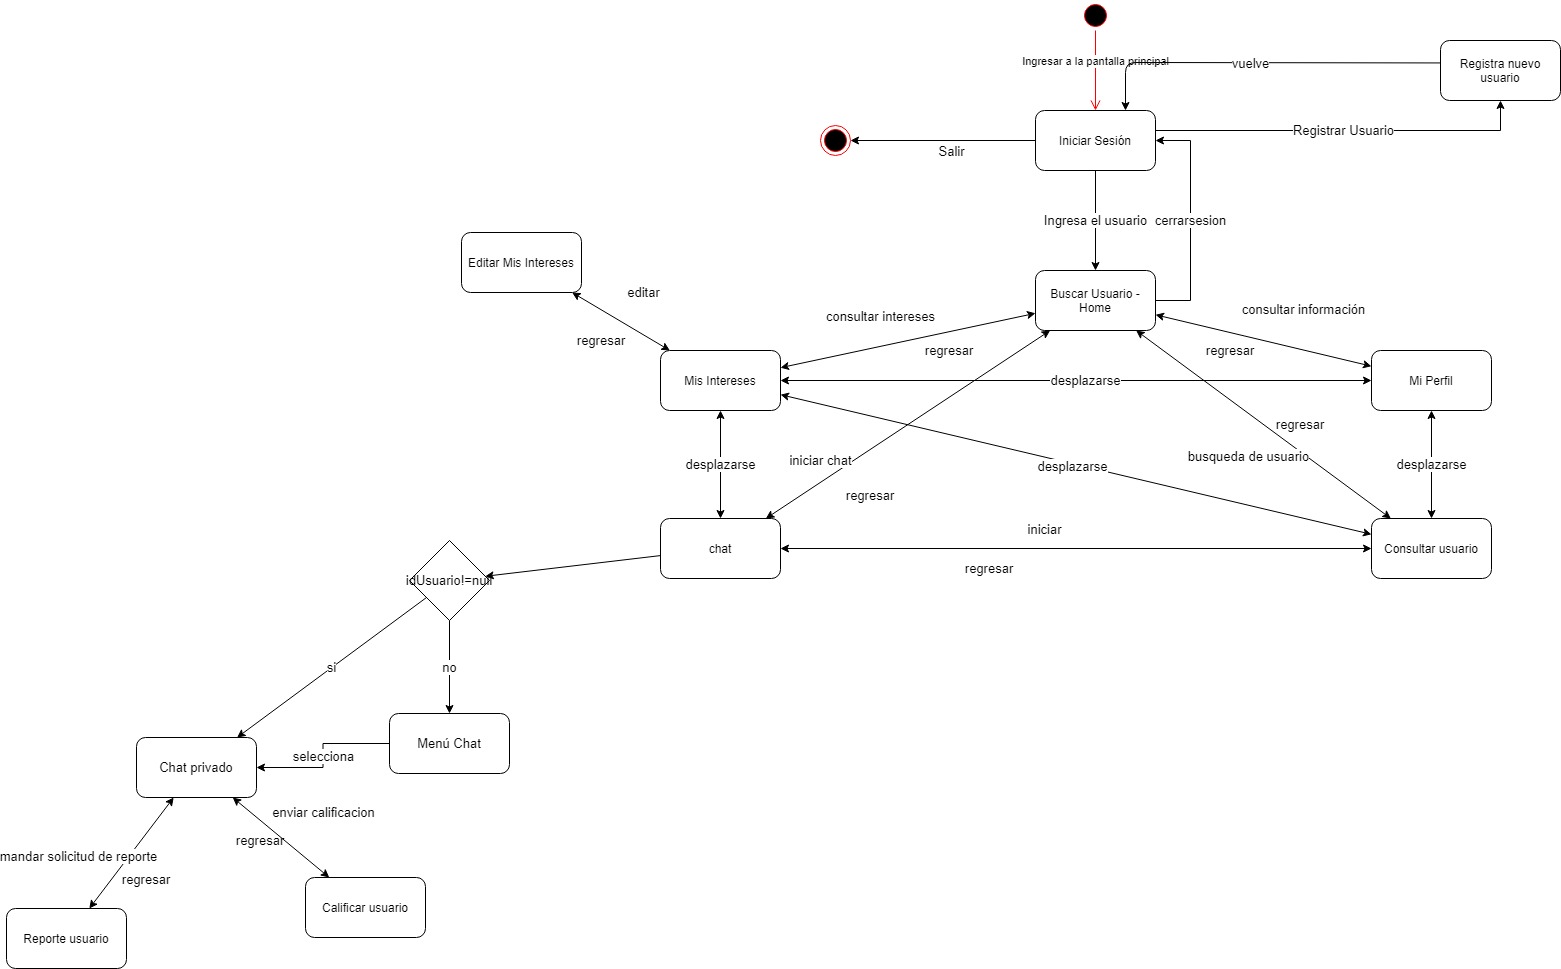 Ingresar a la pantalla principal
vuelve
Registra nuevo
usuario
Registrar Usuario
Iniciar Sesión
Salir
Ingresa el usuario
cerrarsesion
Editar Mis Intereses
editar
regresar
Buscar Usuario -
Home
consultar intereses
regresar
consultar información
regresar
Mis Intereses
desplazarse
Mi Perfil
regresar
busqueda de usuario
iniciar chat
desplazarse
desplazarse
desplazarse
regresar
iniciar
chat
Consultar usuario
regresar
idUsuario!=null
si
no
Menú Chat
selecciona
Chat privado
enviar calificacion
regresar
mandar solicitud de reporte
regresar
Calificar usuario
Reporte usuario